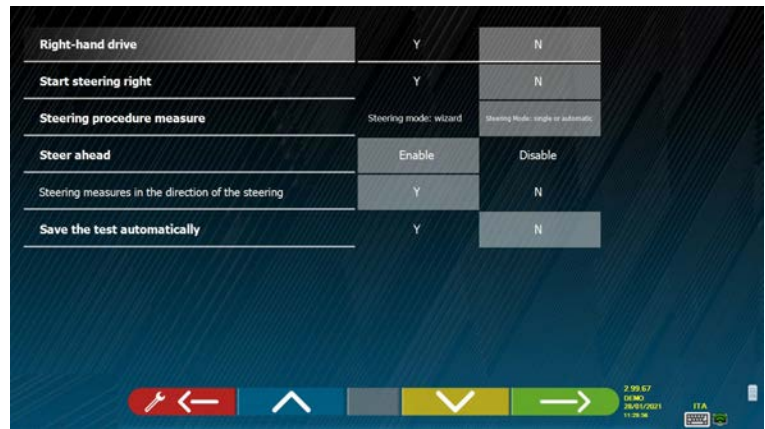 Right-hand drive Y N
Start steering right Y N
Steering procedure measure Steering mode: wizard Steering Mode: single or automatic
Steer ahead Enable Disable
Steering measures in the direction of the steering Y N
Save the test automatically Y N
2.99.67
DEMO
28/01/2021
ITA